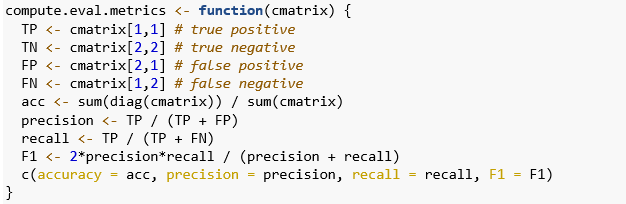 compute.eval.metrics <- function(cmatrix) {
  TP <- cmatrix[1,1] # true positive
  TN <- cmatrix[2,2] # true negative
  FP <- cmatrix[2,1] # false positive
  FN <- cmatrix[1,2] # false negative
  acc <- sum(diag(cmatrix)) / sum(cmatrix)
  precision <- TP / (TP + FP)
  recall <- TP / (TP + FN)
  F1 <- 2*precision*recall / (precision + recall)
  c(accuracy = acc, precision = precision, recall = recall, F1 = F1)
}